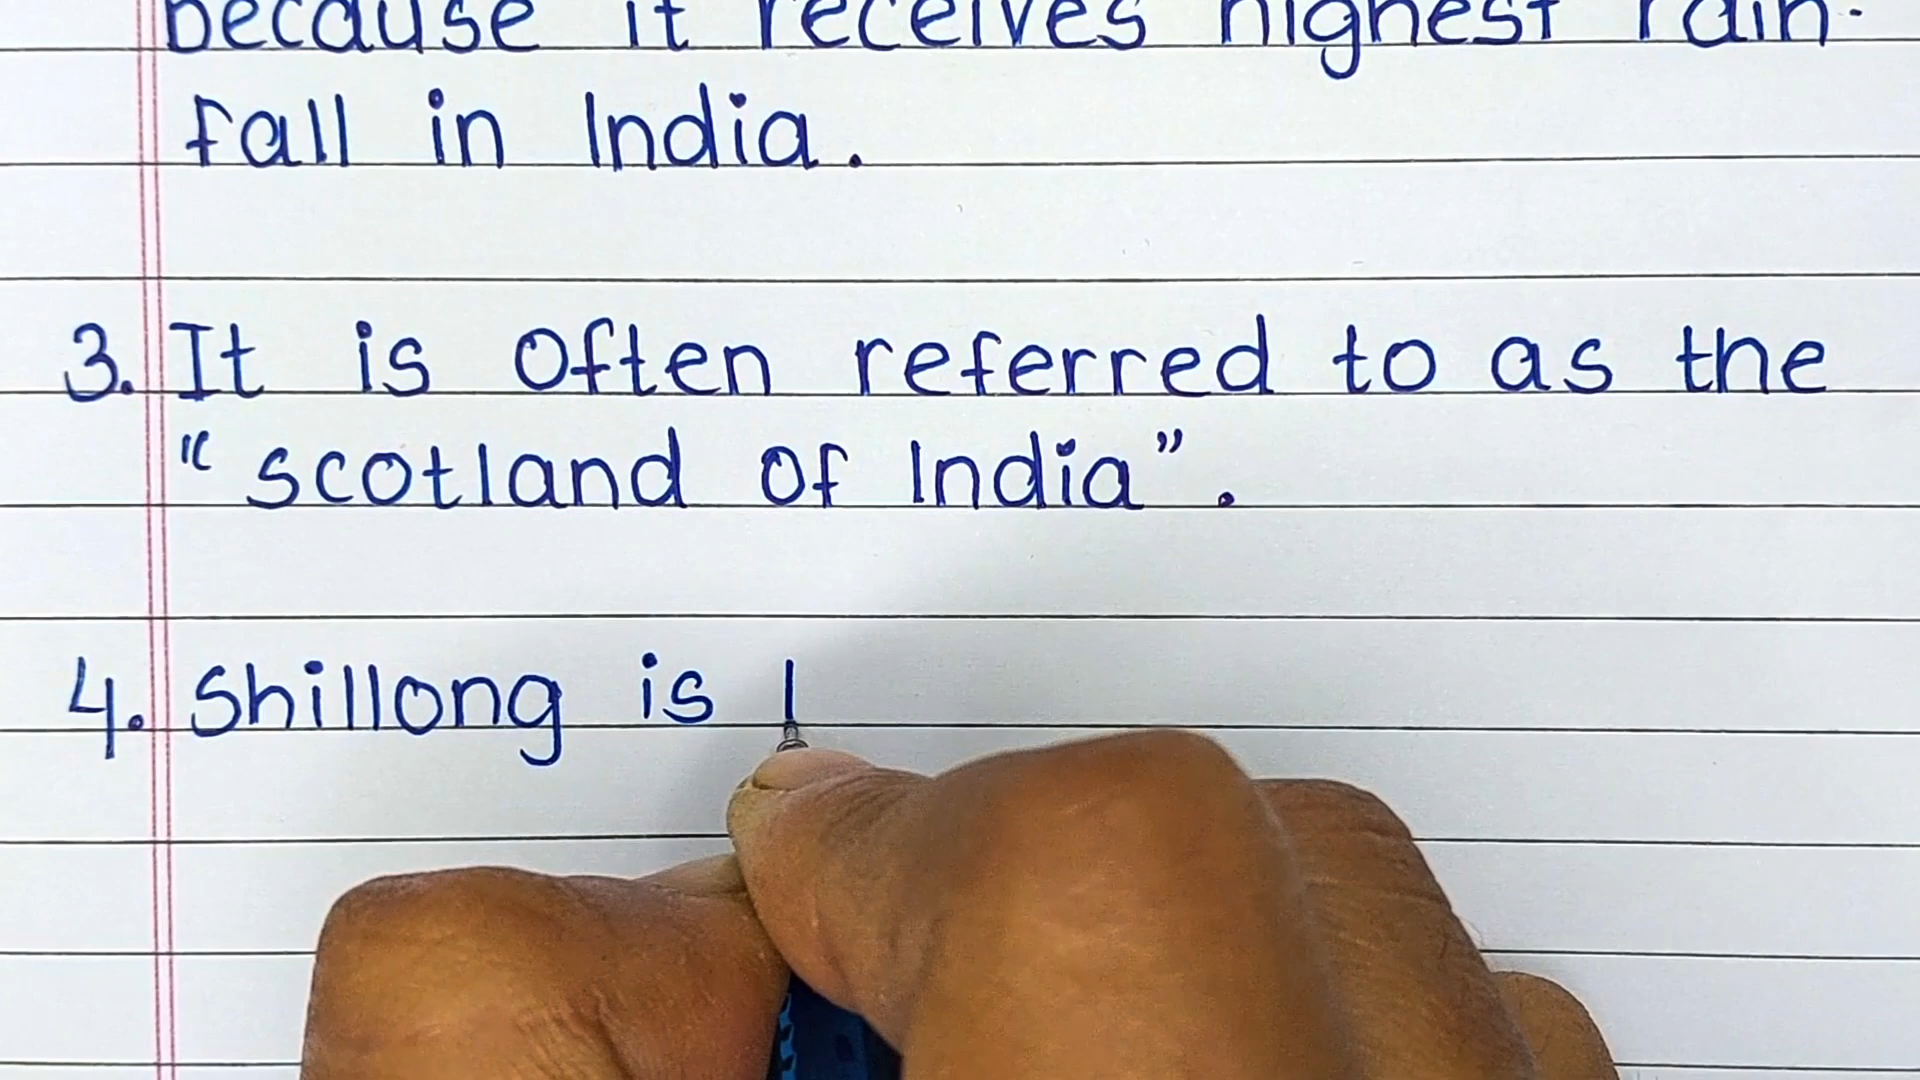 because it receives highest rain-
fall in India.
3. It is often referred to as the
"scotland of India".
4. Shillong is